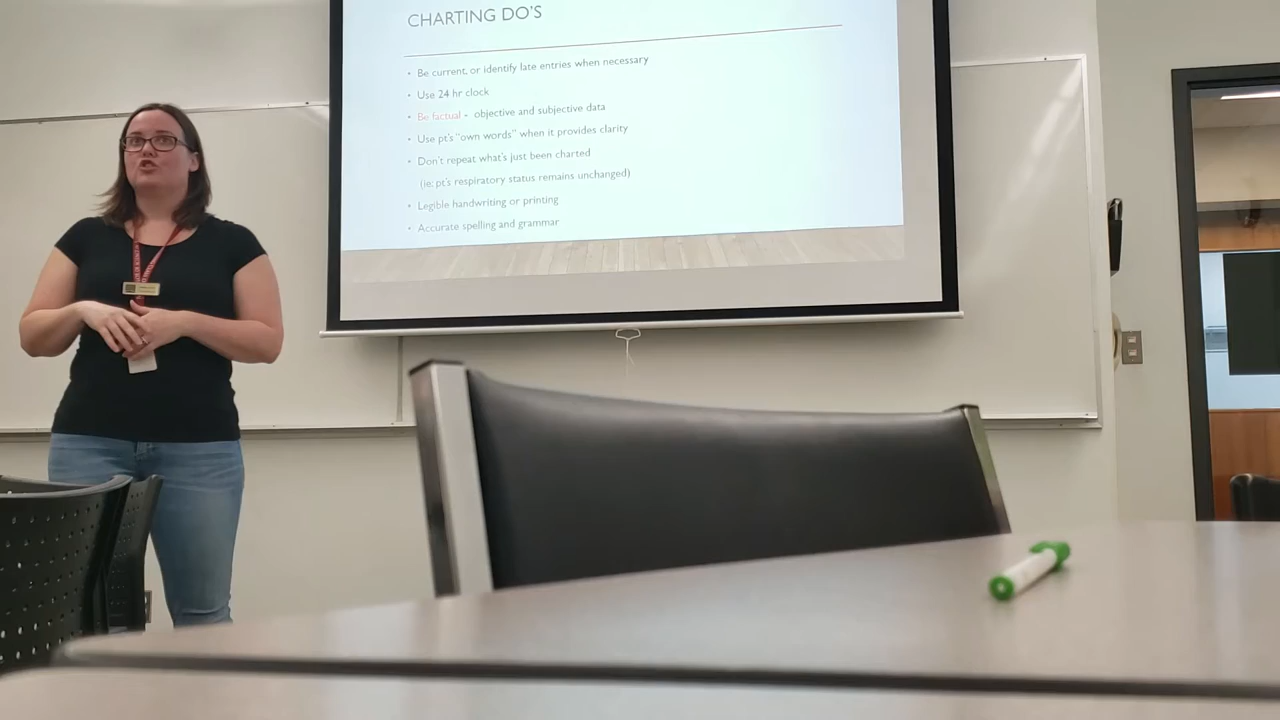 CHARTING DO'S
• Be current, or identify late entries when necessary
• Use 24 hr clock
• Be factual - objective and subjective data
• Use pt's "own words" when it provides clarity
• Don't repeat what's just been charted
(ie: pt's respiratory status remains unchanged)
• Legible handwriting or printing
• Accurate spelling and grammar